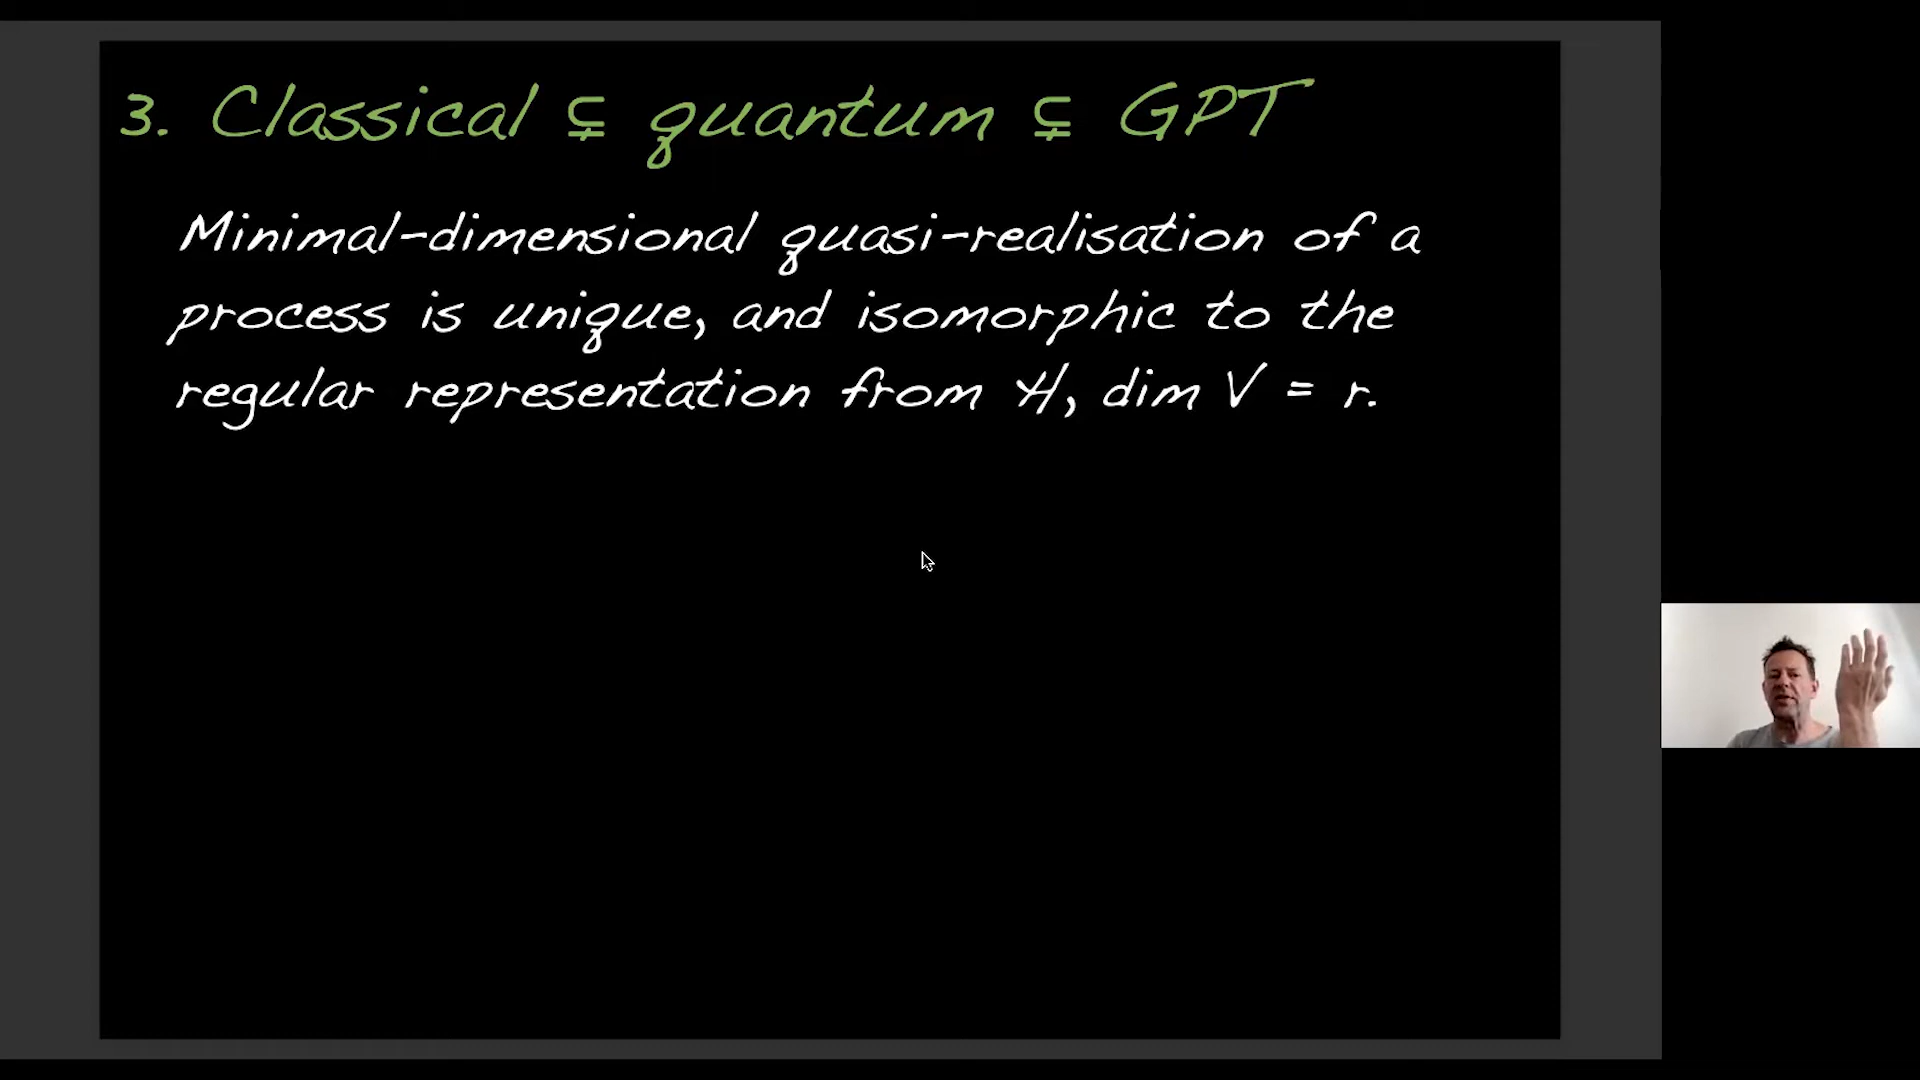 3. Classical ⊊ quantum ⊊ GPT
Minimal-dimensional quasi-realisation of a
process is unique, and isomorphic to the
regular representation from H, dim V = r.